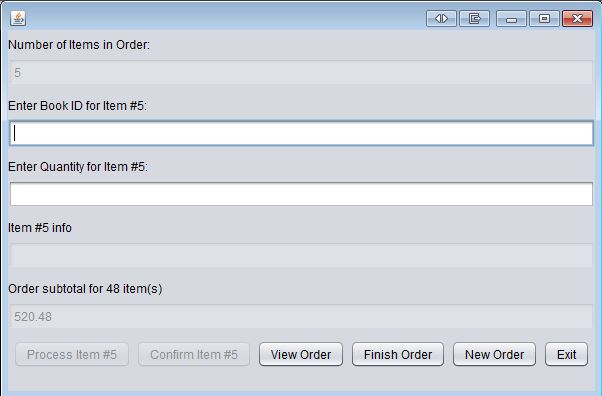 Number of Items in Order:
5
Enter Book ID for Item #5:
Enter Quantity for Item #5:
Item #5 info
Order subtotal for 48 item(s)
520.48
Process Item #5 Confirm Item #5 View Order Finish Order New Order Exit